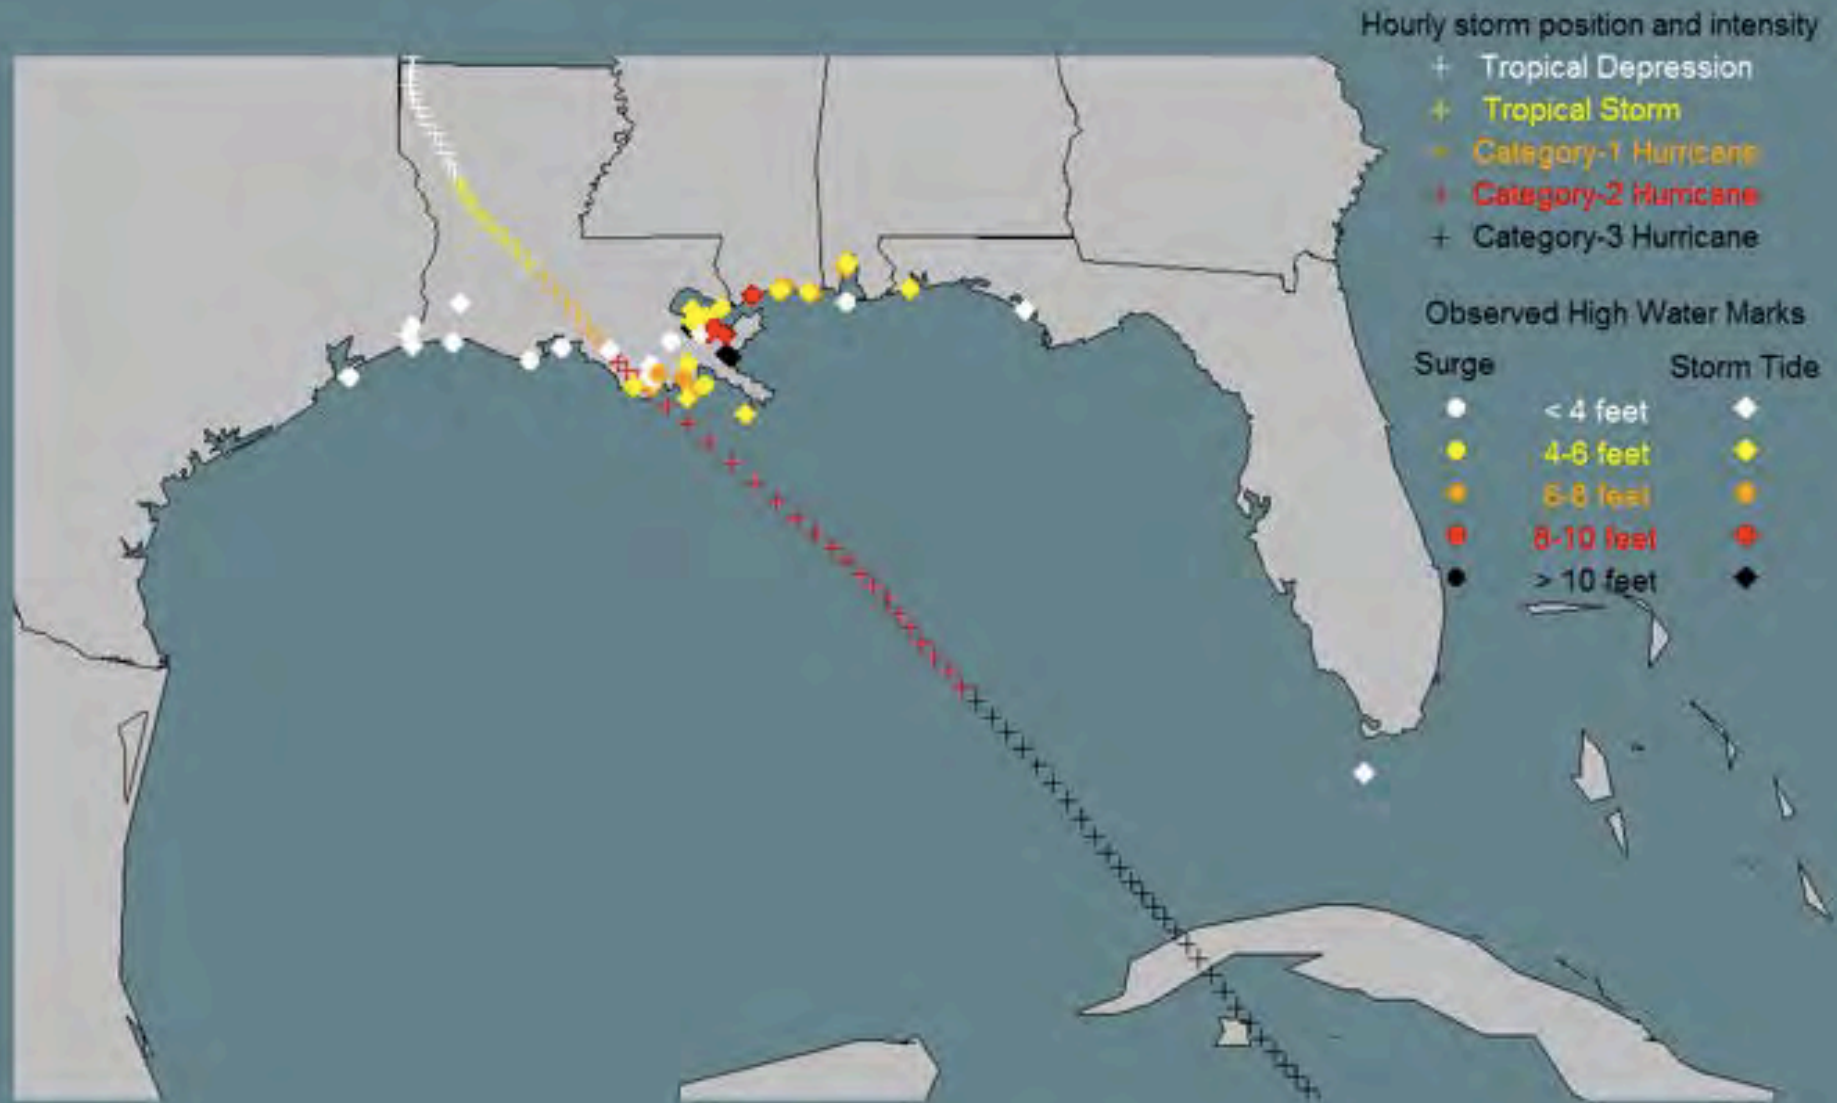 Hourly storm position and intensity
+ Tropical Depression
+ Tropical Storm
+ Category-1 Hurricane
+ Category-2 Hurricane
+ Category-3 Hurricane
Observed High Water Marks
Surge Storm Tide
< 4 feet
4-6 feet
6-8 feet
8-10 feet
> 10 feet